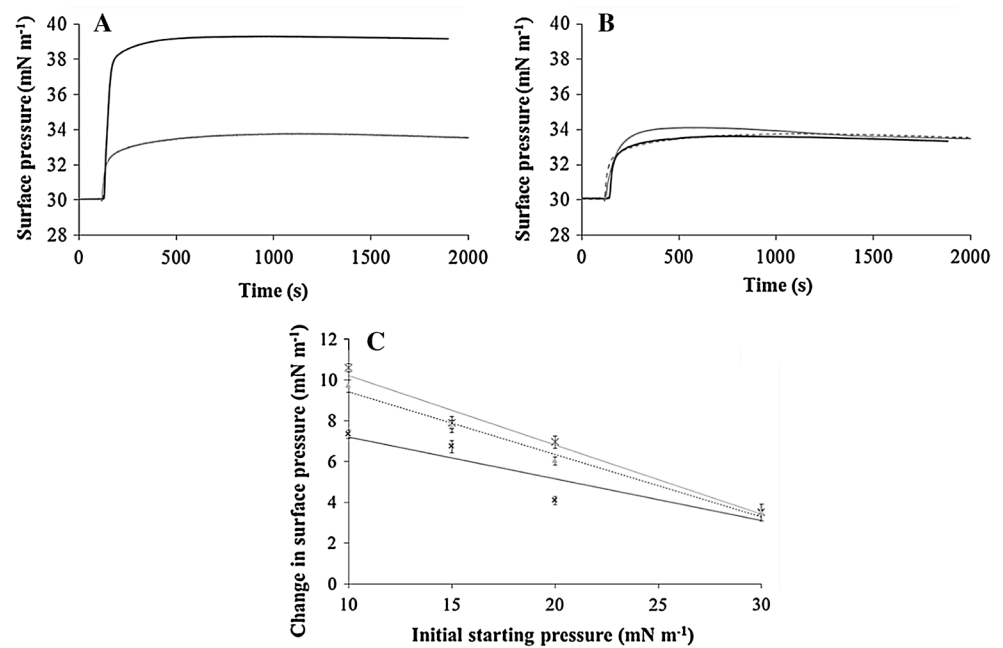 A
Surface pressure (mN m-1)
40
38
36
34
32
30
28
0 500 1000 1500 2000
Time (s)
B
Surface pressure (mN m-1)
40
38
36
34
32
30
28
0 500 1000 1500 2000
Time (s)
C
Change in surface pressure (mN m-1)
12
10
8
6
4
2
0
10 15 20 25 30
Initial starting pressure (mN m-1)